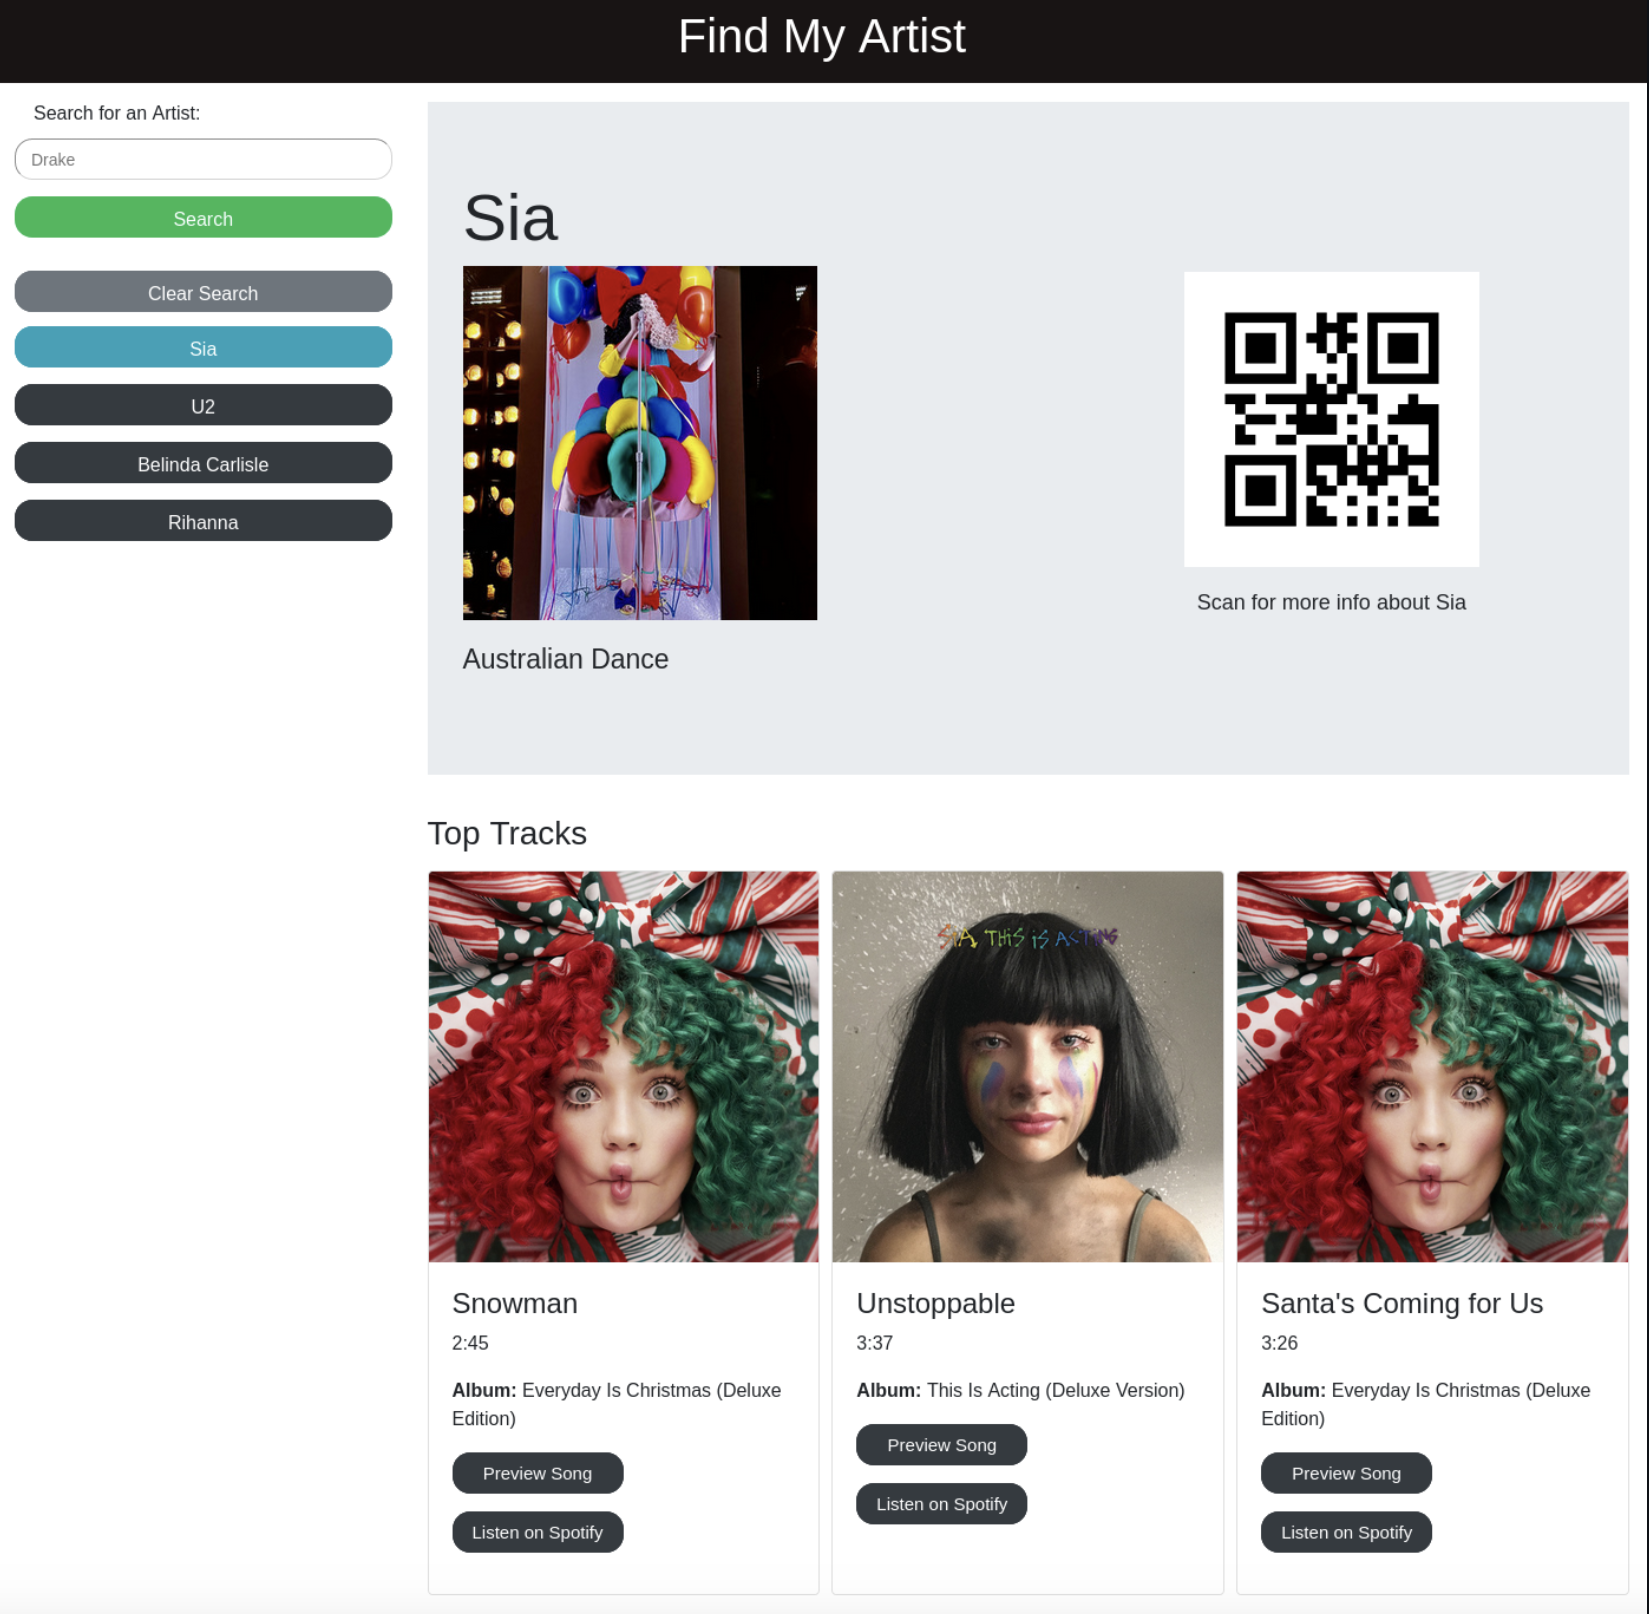 Find My Artist
Search for an Artist:
Drake
Search
Clear Search
Sia
U2
Belinda Carlisle
Rihanna
Sia
Scan for more info about Sia
Australian Dance
Top Tracks
SIA THIS IS ACTING
Snowman
2:45
Album: Everyday Is Christmas (Deluxe
Edition)
Preview Song
Listen on Spotify
Unstoppable
3:37
Album: This Is Acting (Deluxe Version)
Preview Song
Listen on Spotify
Santa's Coming for Us
3:26
Album: Everyday Is Christmas (Deluxe
Edition)
Preview Song
Listen on Spotify